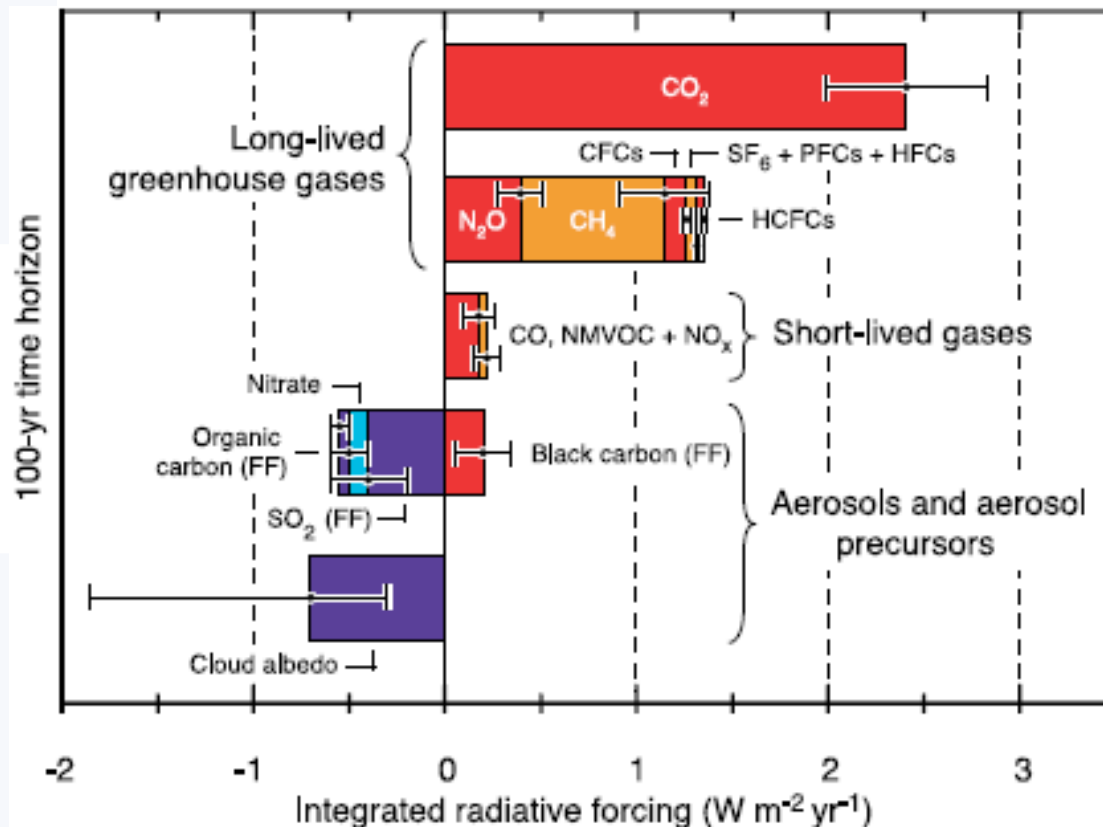 CO₂
Long-lived
greenhouse gases
CFCs
SF₆ + PFCs + HFCs
N₂O
CH₄
HCFCs
CO, NMVOC + NOₓ
Short-lived gases
Nitrate
Organic
carbon (FF)
Black carbon (FF)
SO₂ (FF)
Aerosols and aerosol
precursors
Cloud albedo
100-yr time horizon
-2 -1 0 1 2 3
Integrated radiative forcing (W m⁻² yr⁻¹)